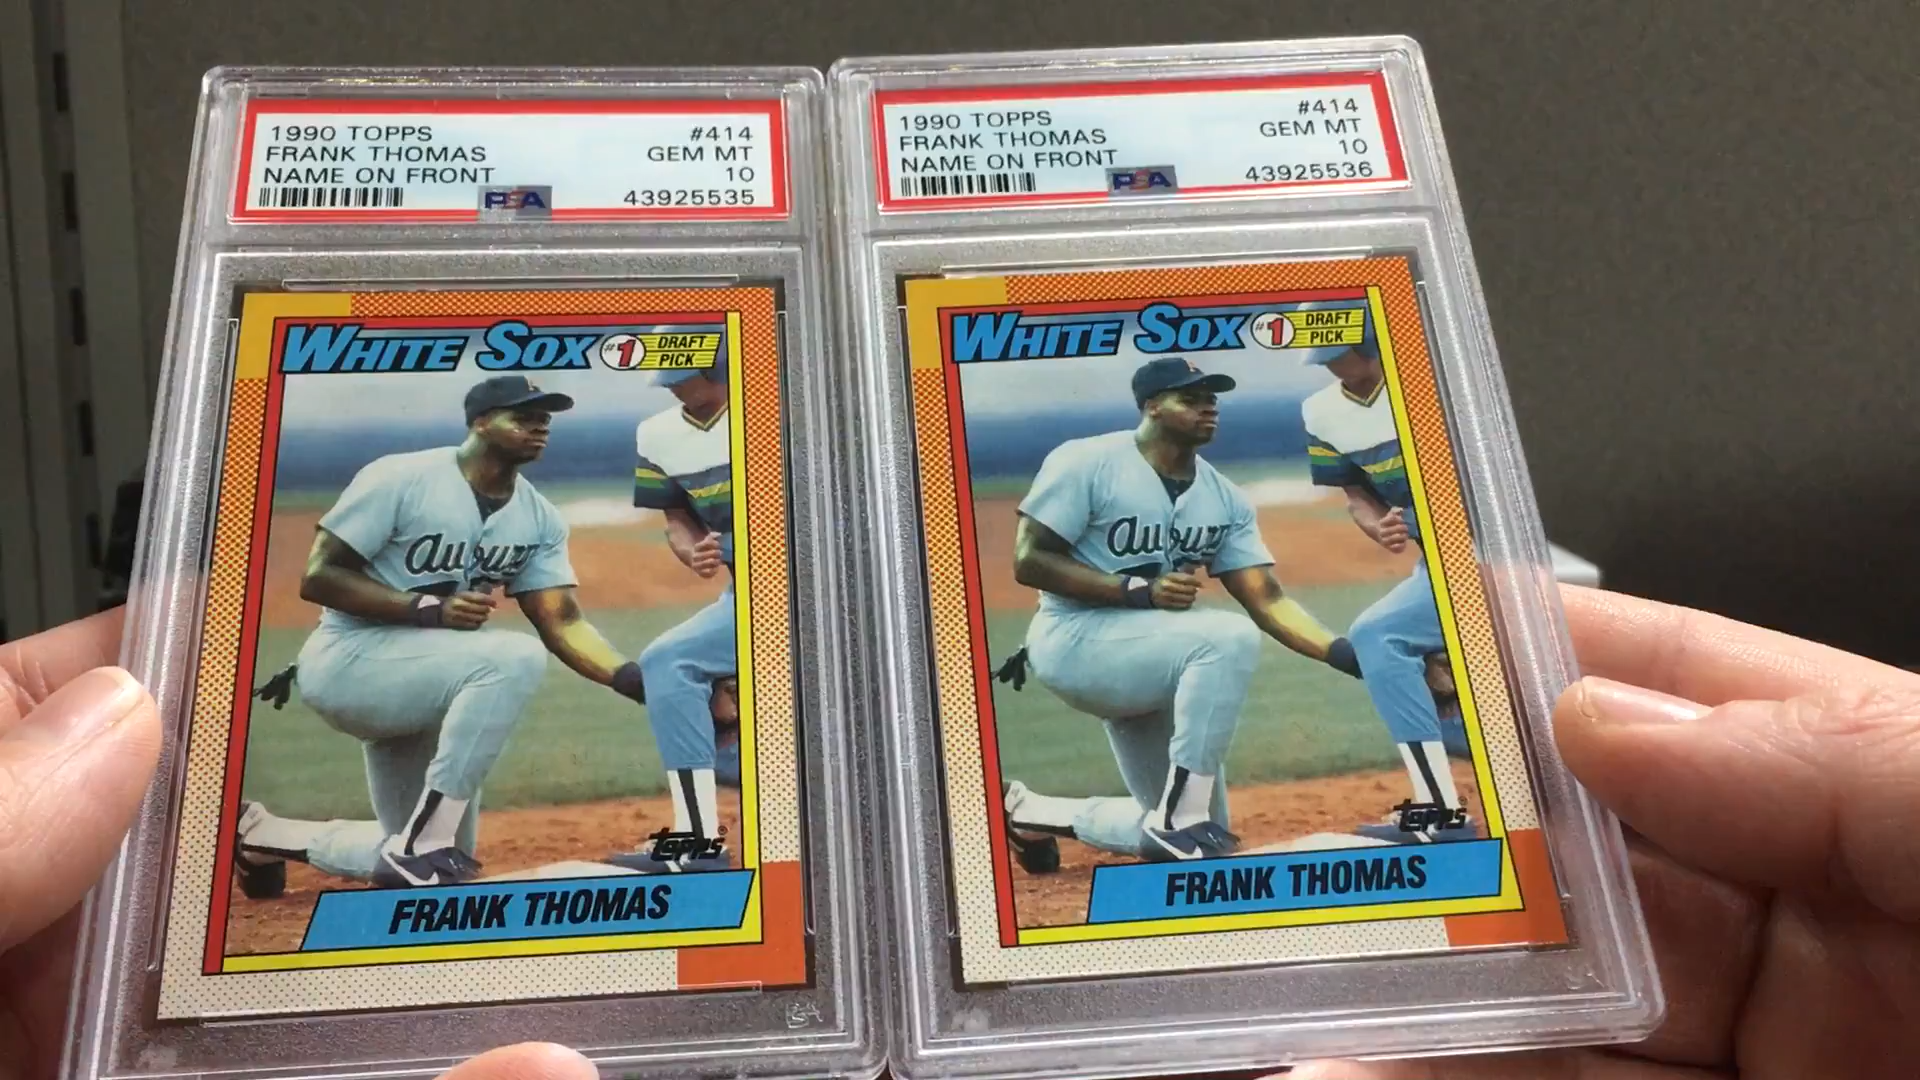 1990 TOPPS #414
FRANK THOMAS GEM MT
NAME ON FRONT 10
PSA 43925535
WHITE SOX #1 DRAFT PICK
Auburn
topps®
FRANK THOMAS
1990 TOPPS #414
FRANK THOMAS GEM MT
NAME ON FRONT 10
PSA 43925536
WHITE SOX #1 DRAFT PICK
Auburn
topps®
FRANK THOMAS